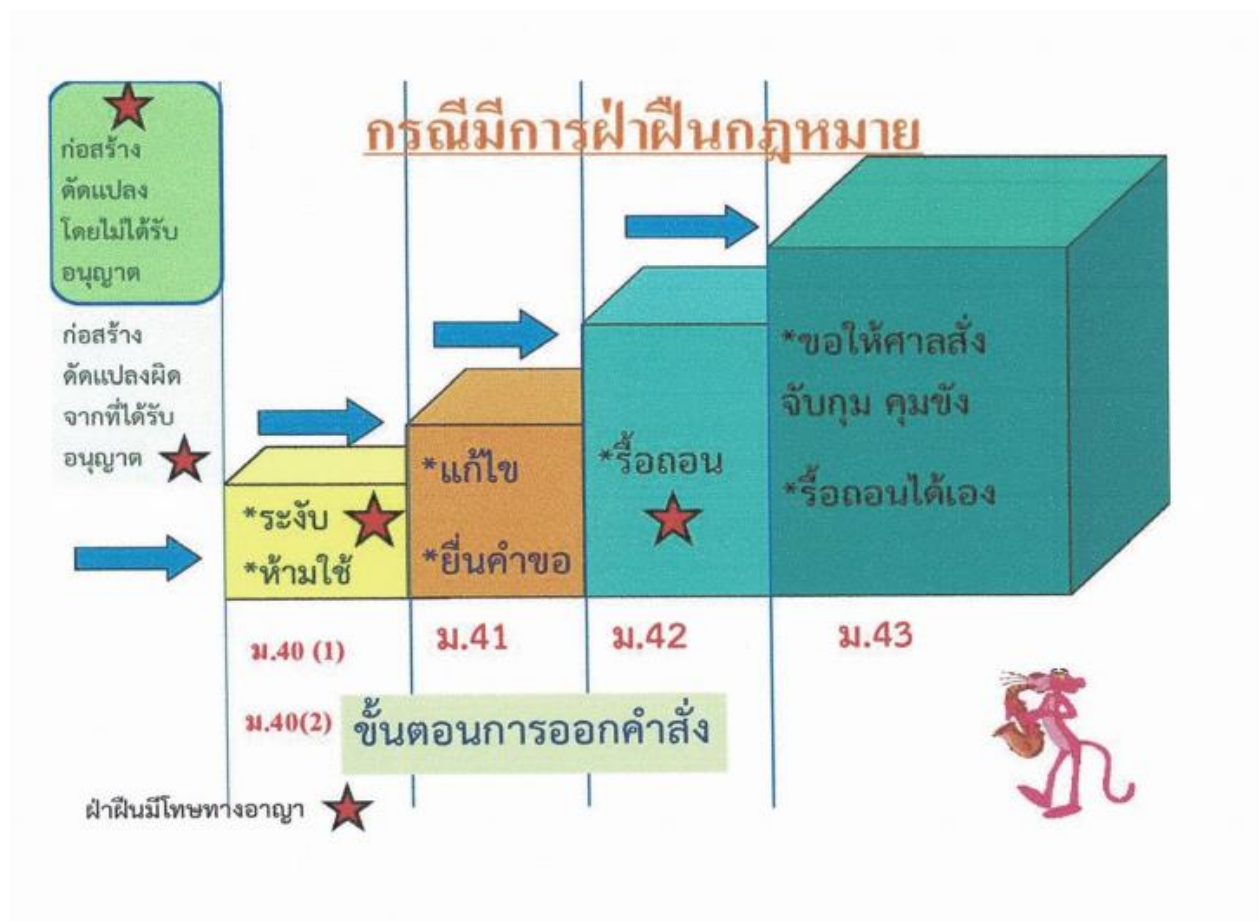 กรณีมีการฝ่าฝืนกฎหมาย
ก่อสร้าง
ดัดแปลง
โดยไม่ได้รับ
อนุญาต
ก่อสร้าง
ดัดแปลงผิด
จากที่ได้รับ
อนุญาต
*ระงับ
*ห้ามใช้
*แก้ไข
*ยื่นคำขอ
*รื้อถอน
*ขอให้ศาลสั่ง
จับกุม คุมขัง
*รื้อถอนได้เอง
ม.40 (1)
ม.40(2)
ม.41
ม.42
ม.43
ขั้นตอนการออกคำสั่ง
ฝ่าฝืนมีโทษทางอาญา